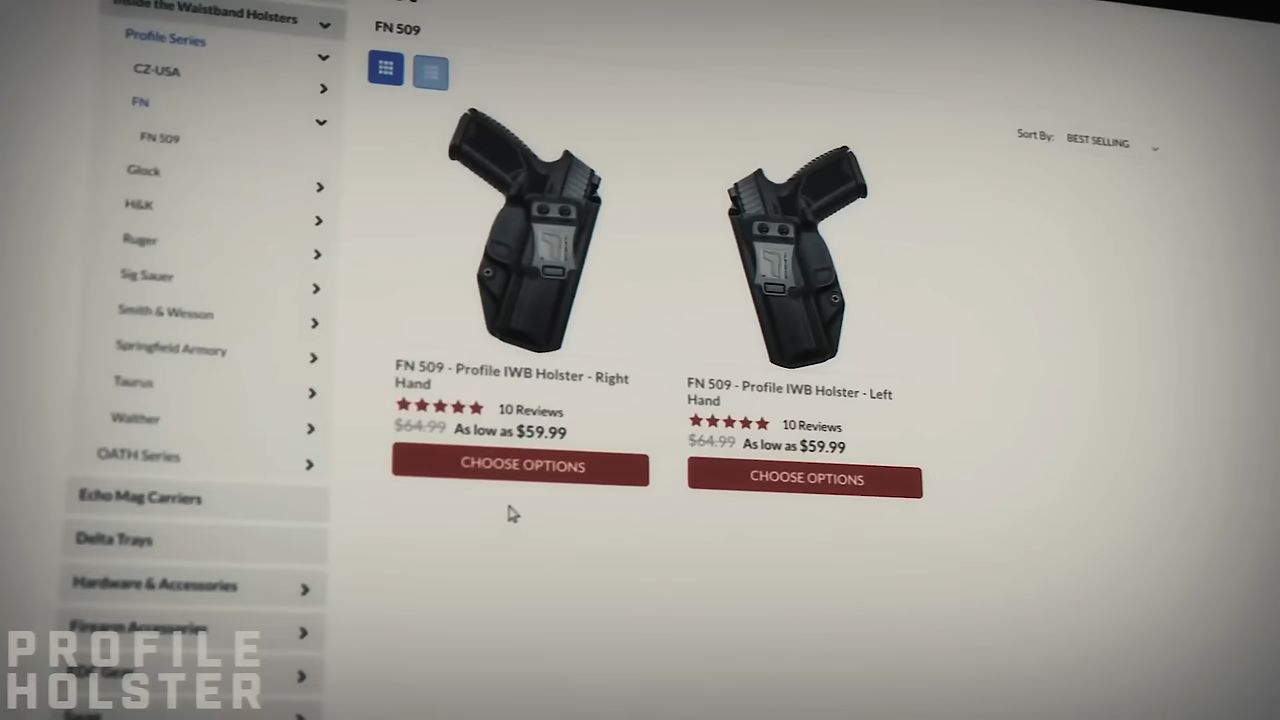 Inside the Waistband Holsters
Profile Series
CZ-USA
FN
FN 509
Glock
H&K
Ruger
Sig Sauer
Smith & Wesson
Springfield Armory
Taurus
Walther
OATH Series
Echo Mag Carriers
Delta Trays
Hardware & Accessories
Firearm Accessories
FN 509
Sort By: BEST SELLING
FN 509 - Profile IWB Holster - Right
Hand
10 Reviews
$64.99 As low as $59.99
CHOOSE OPTIONS
FN 509 - Profile IWB Holster - Left
Hand
10 Reviews
$64.99 As low as $59.99
CHOOSE OPTIONS
PROFILE
HOLSTER